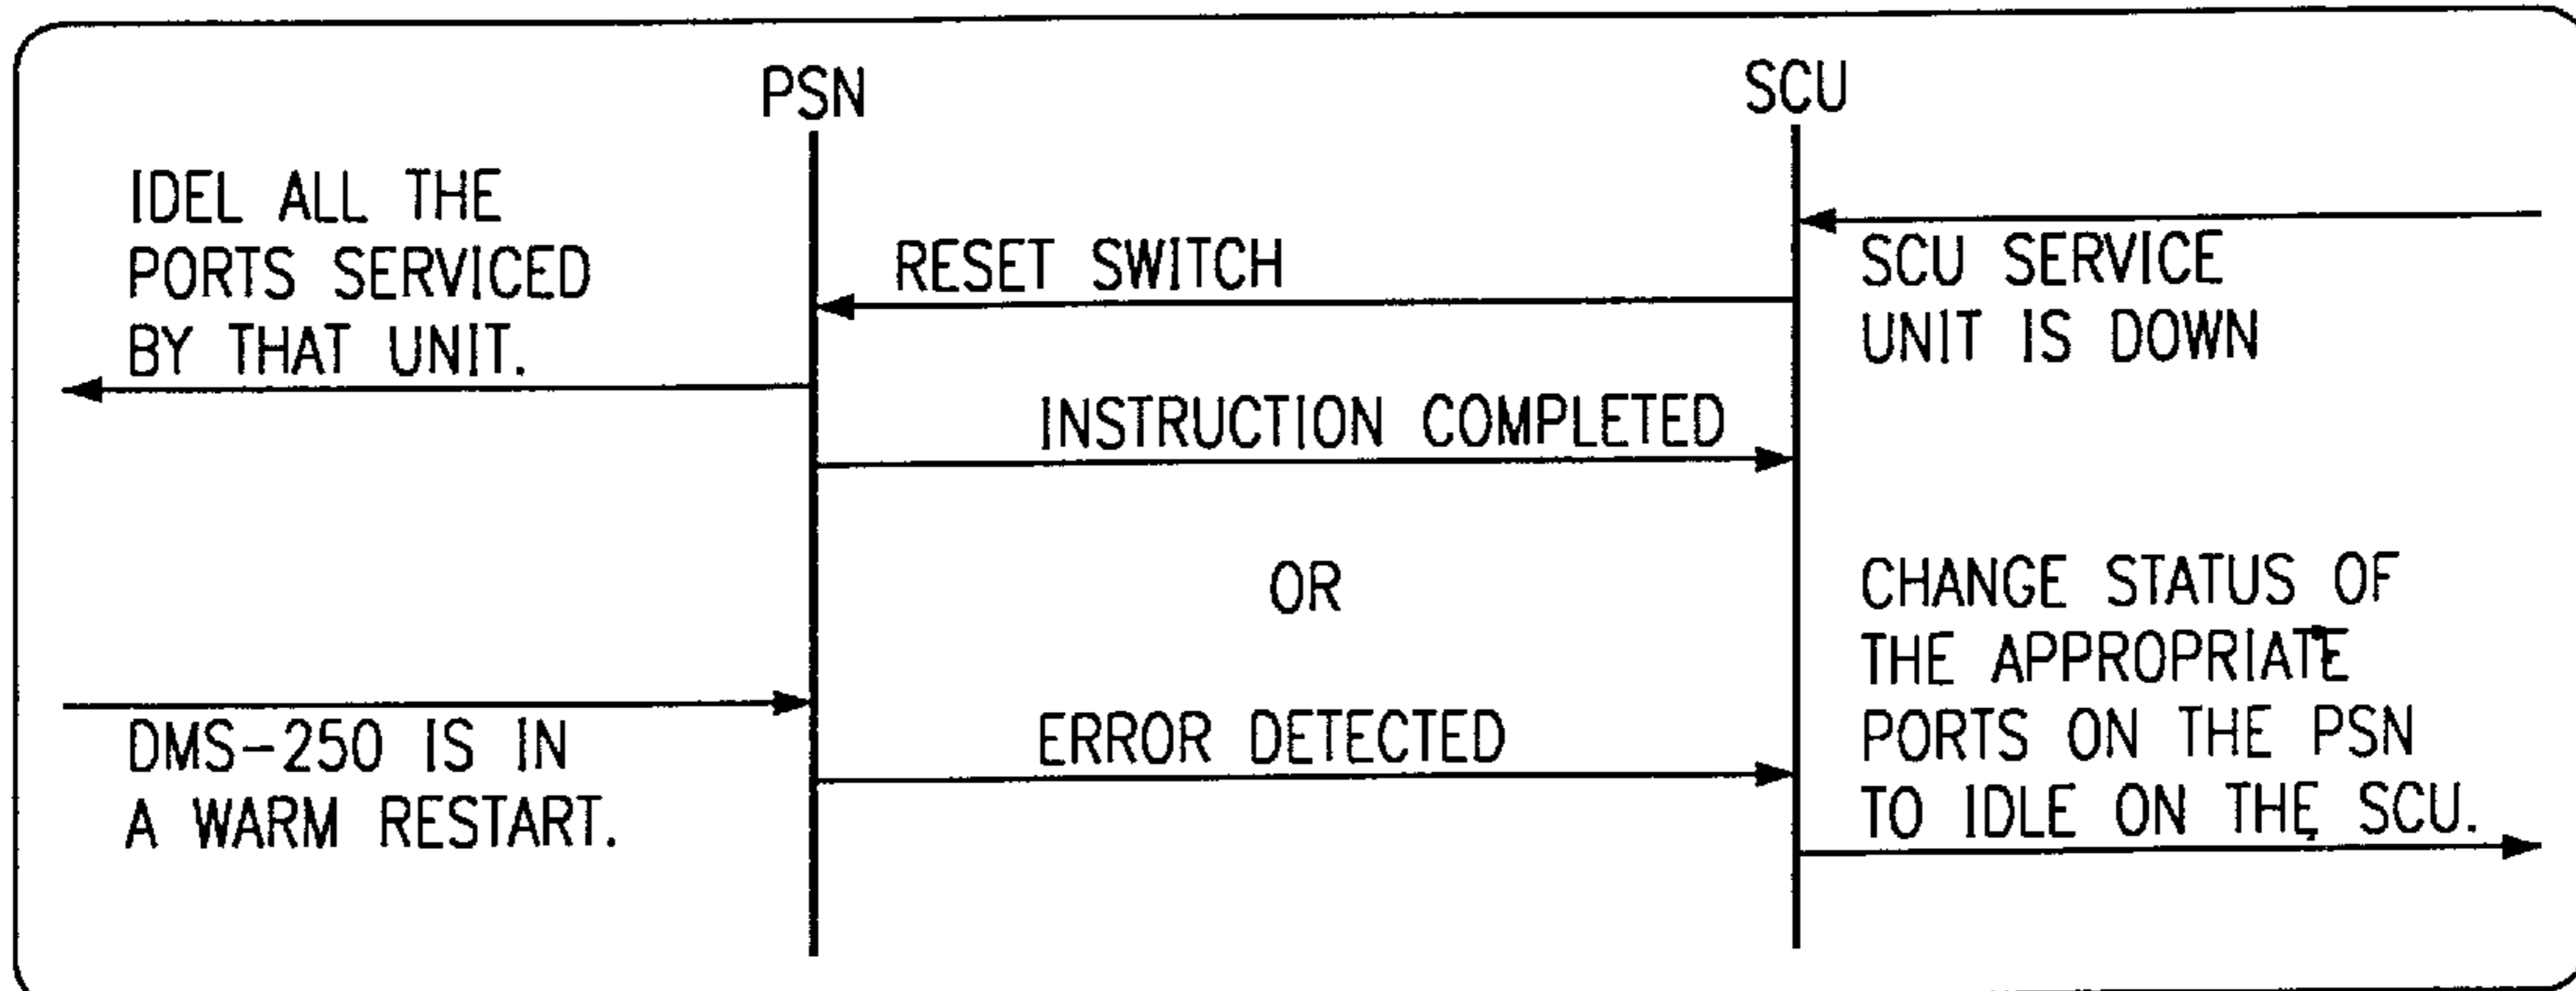 PSN
SCU
IDEL ALL THE
PORTS SERVICED
BY THAT UNIT.
RESET SWITCH
SCU SERVICE
UNIT IS DOWN
INSTRUCTION COMPLETED
OR
CHANGE STATUS OF
THE APPROPRIATE
PORTS ON THE PSN
TO IDLE ON THE SCU.
DMS-250 IS IN
A WARM RESTART.
ERROR DETECTED